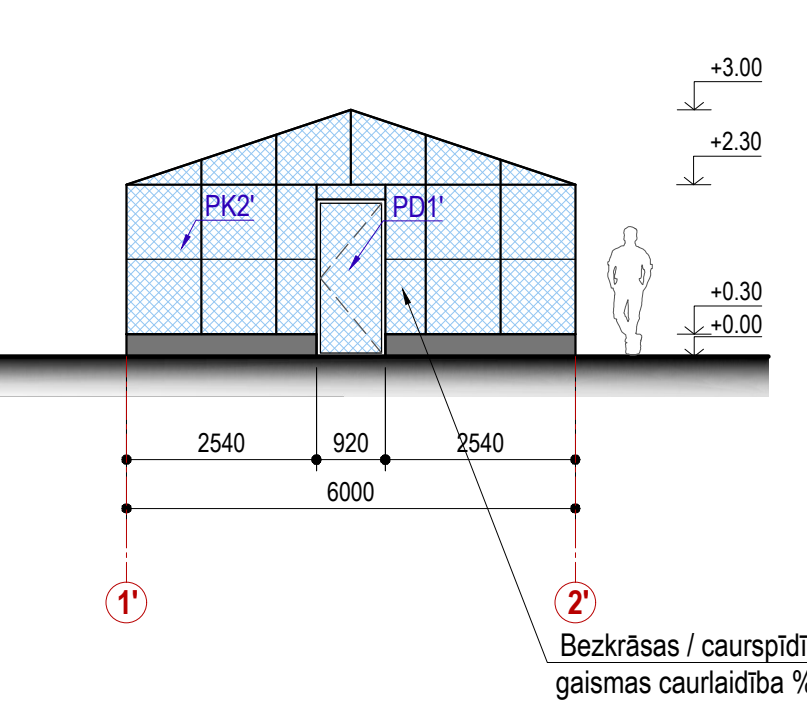 +3.00
+2.30
PK2'
PD1'
+0.30
+0.00
2540
920
2540
6000
1'
2'
Bezkrāsas /
gaismas caurlaidība %